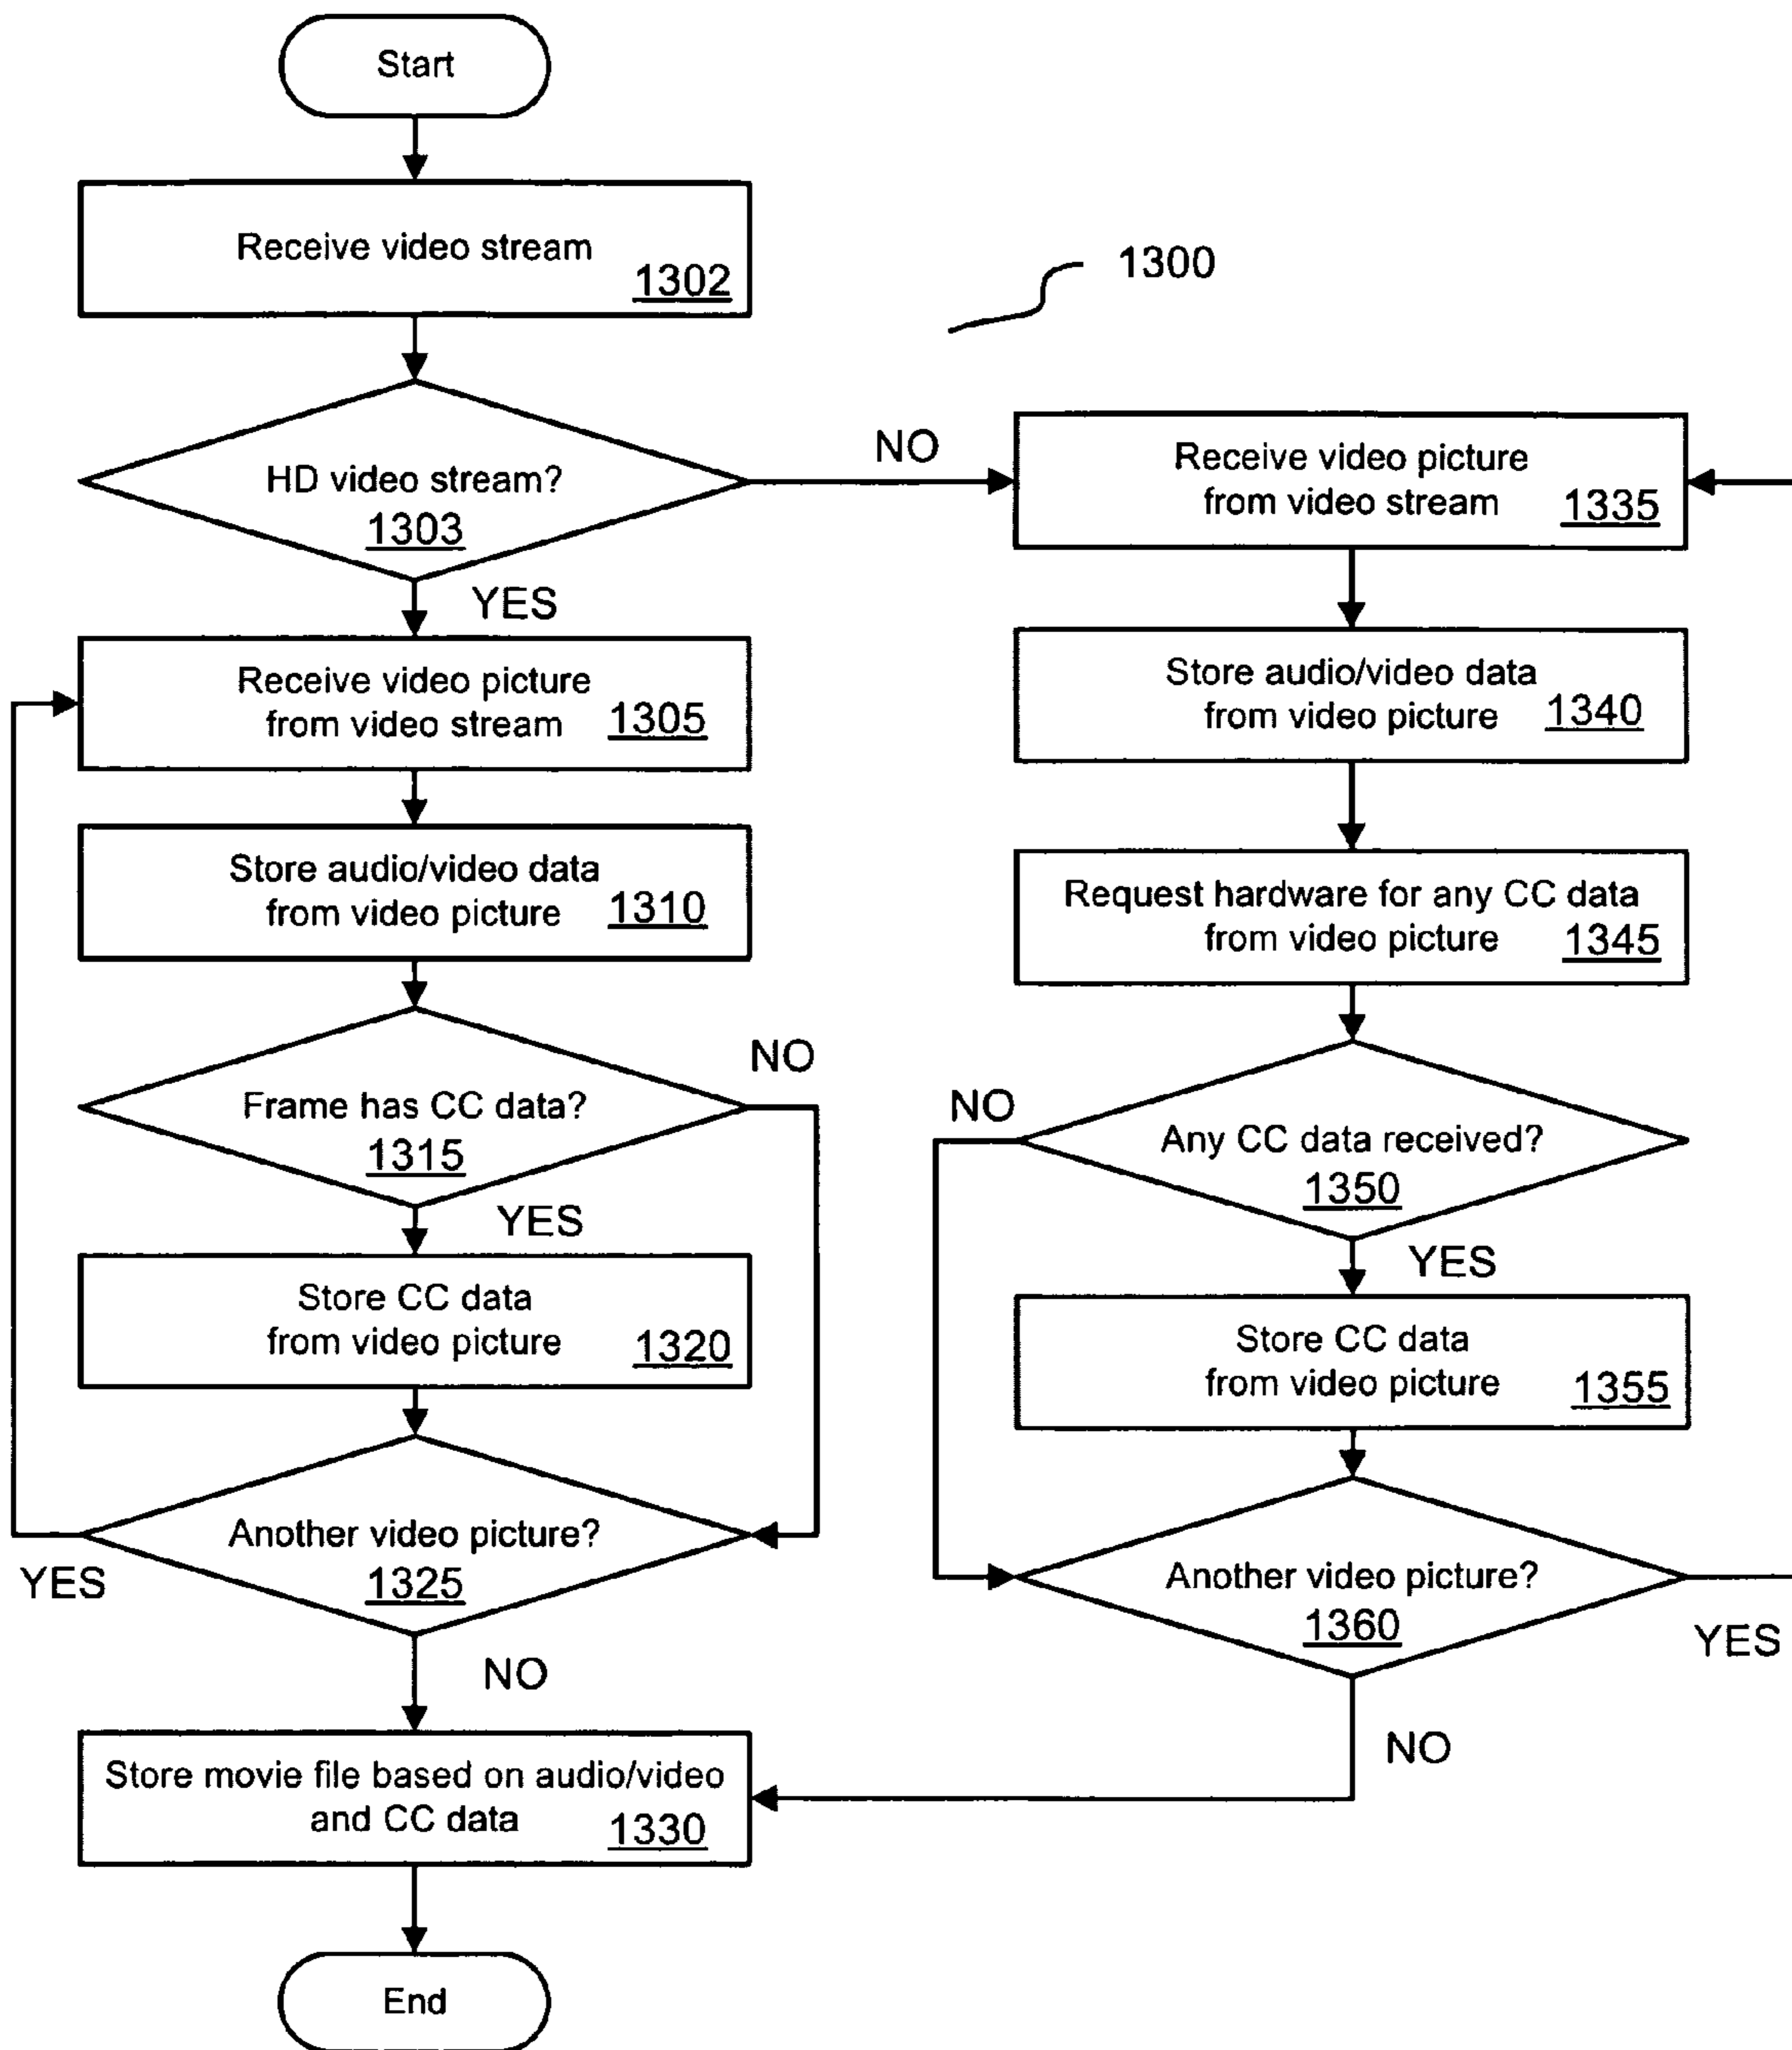 Start
Receive video stream
1302
1300
HD video stream?
1303
NO
YES
Receive video picture
from video stream
1305
Store audio/video data
from video picture
1310
Frame has CC data?
1315
NO
YES
Store CC data
from video picture
1320
Another video picture?
1325
YES
NO
Store movie file based on audio/video
and CC data
1330
End
Receive video picture
from video stream
1335
Store audio/video data
from video picture
1340
Request hardware for any CC data
from video picture
1345
Any CC data received?
1350
NO
YES
Store CC data
from video picture
1355
Another video picture?
1360
YES
NO